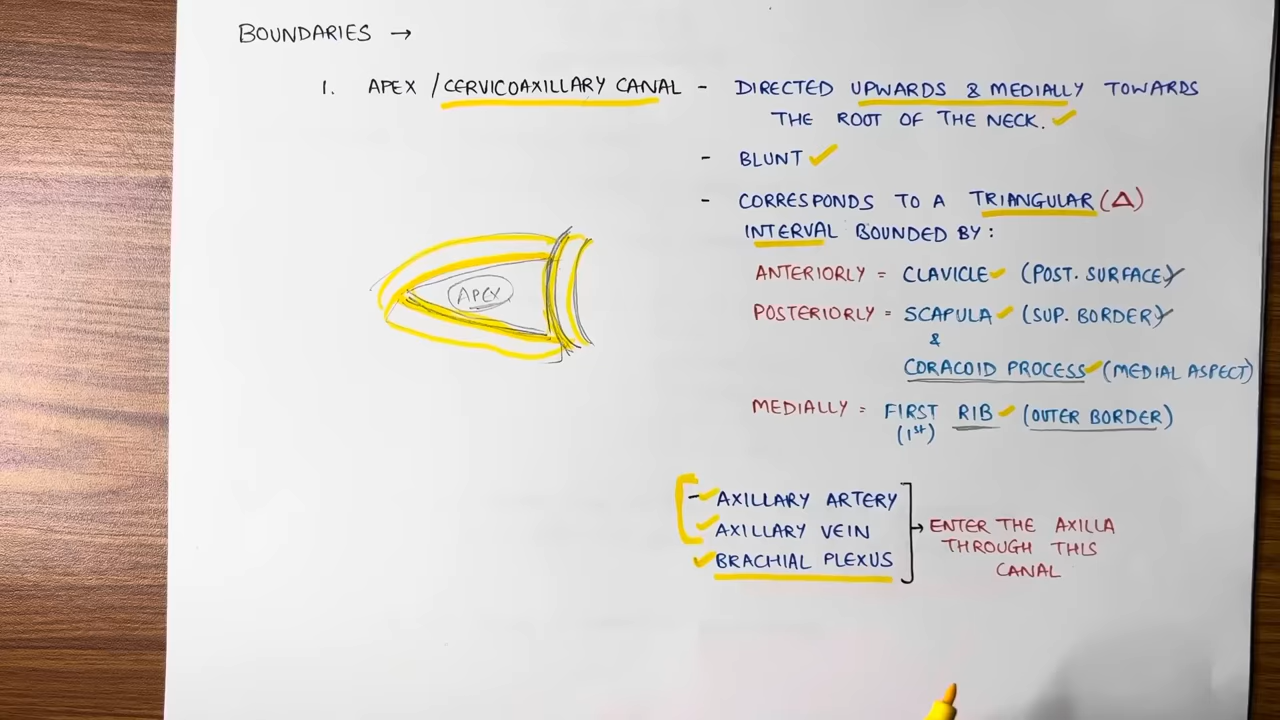 BOUNDARIES →
1. APEX / CERVICOAXILLARY CANAL - DIRECTED UPWARDS & MEDIALLY TOWARDS
THE ROOT OF THE NECK.
- BLUNT
- CORRESPONDS TO A TRIANGULAR (Δ)
INTERVAL BOUNDED BY:
ANTERIORLY = CLAVICLE (POST. SURFACE)
APEX
POSTERIORLY = SCAPULA (SUP. BORDER)
&
CORACOID PROCESS (MEDIAL ASPECT)
MEDIALLY = FIRST RIB (OUTER BORDER)
(1st)
- AXILLARY ARTERY
AXILLARY VEIN
BRACHIAL PLEXUS
→ ENTER THE AXILLA
THROUGH THIS
CANAL